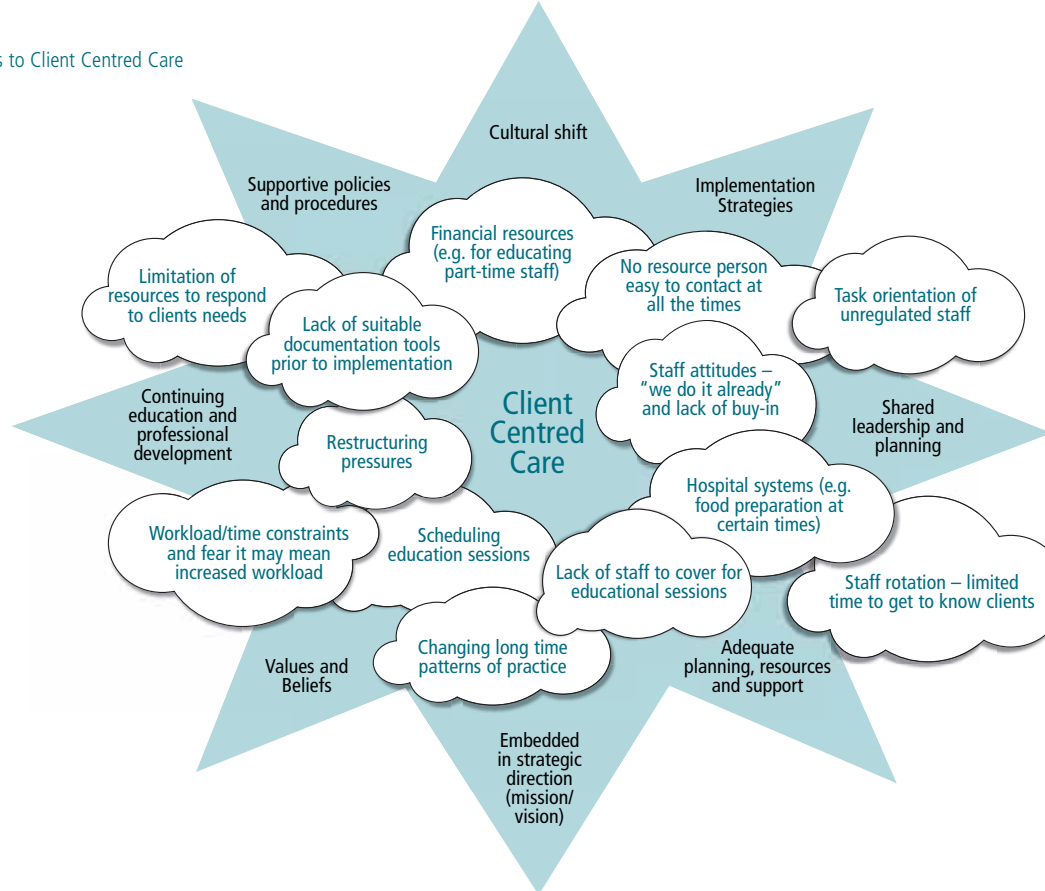 s to Client Centred Care
Cultural shift
Supportive policies
and procedures
Implementation
Strategies
Financial resources
(e.g. for educating
part-time staff)
Limitation of
resources to respond
to clients needs
No resource person
easy to contact at
all the times
Task orientation of
unregulated staff
Lack of suitable
documentation tools
prior to implementation
Staff attitudes –
"we do it already"
and lack of buy-in
Client
Centred
Care
Continuing
education and
professional
development
Shared
leadership and
planning
Restructuring
pressures
Hospital systems (e.g.
food preparation at
certain times)
Workload/time constraints
and fear it may mean
increased workload
Scheduling
education sessions
Lack of staff to cover for
educational sessions
Staff rotation – limited
time to get to know clients
Changing long time
patterns of practice
Values and
Beliefs
Adequate
planning, resources
and support
Embedded
in strategic
direction
(mission/
vision)